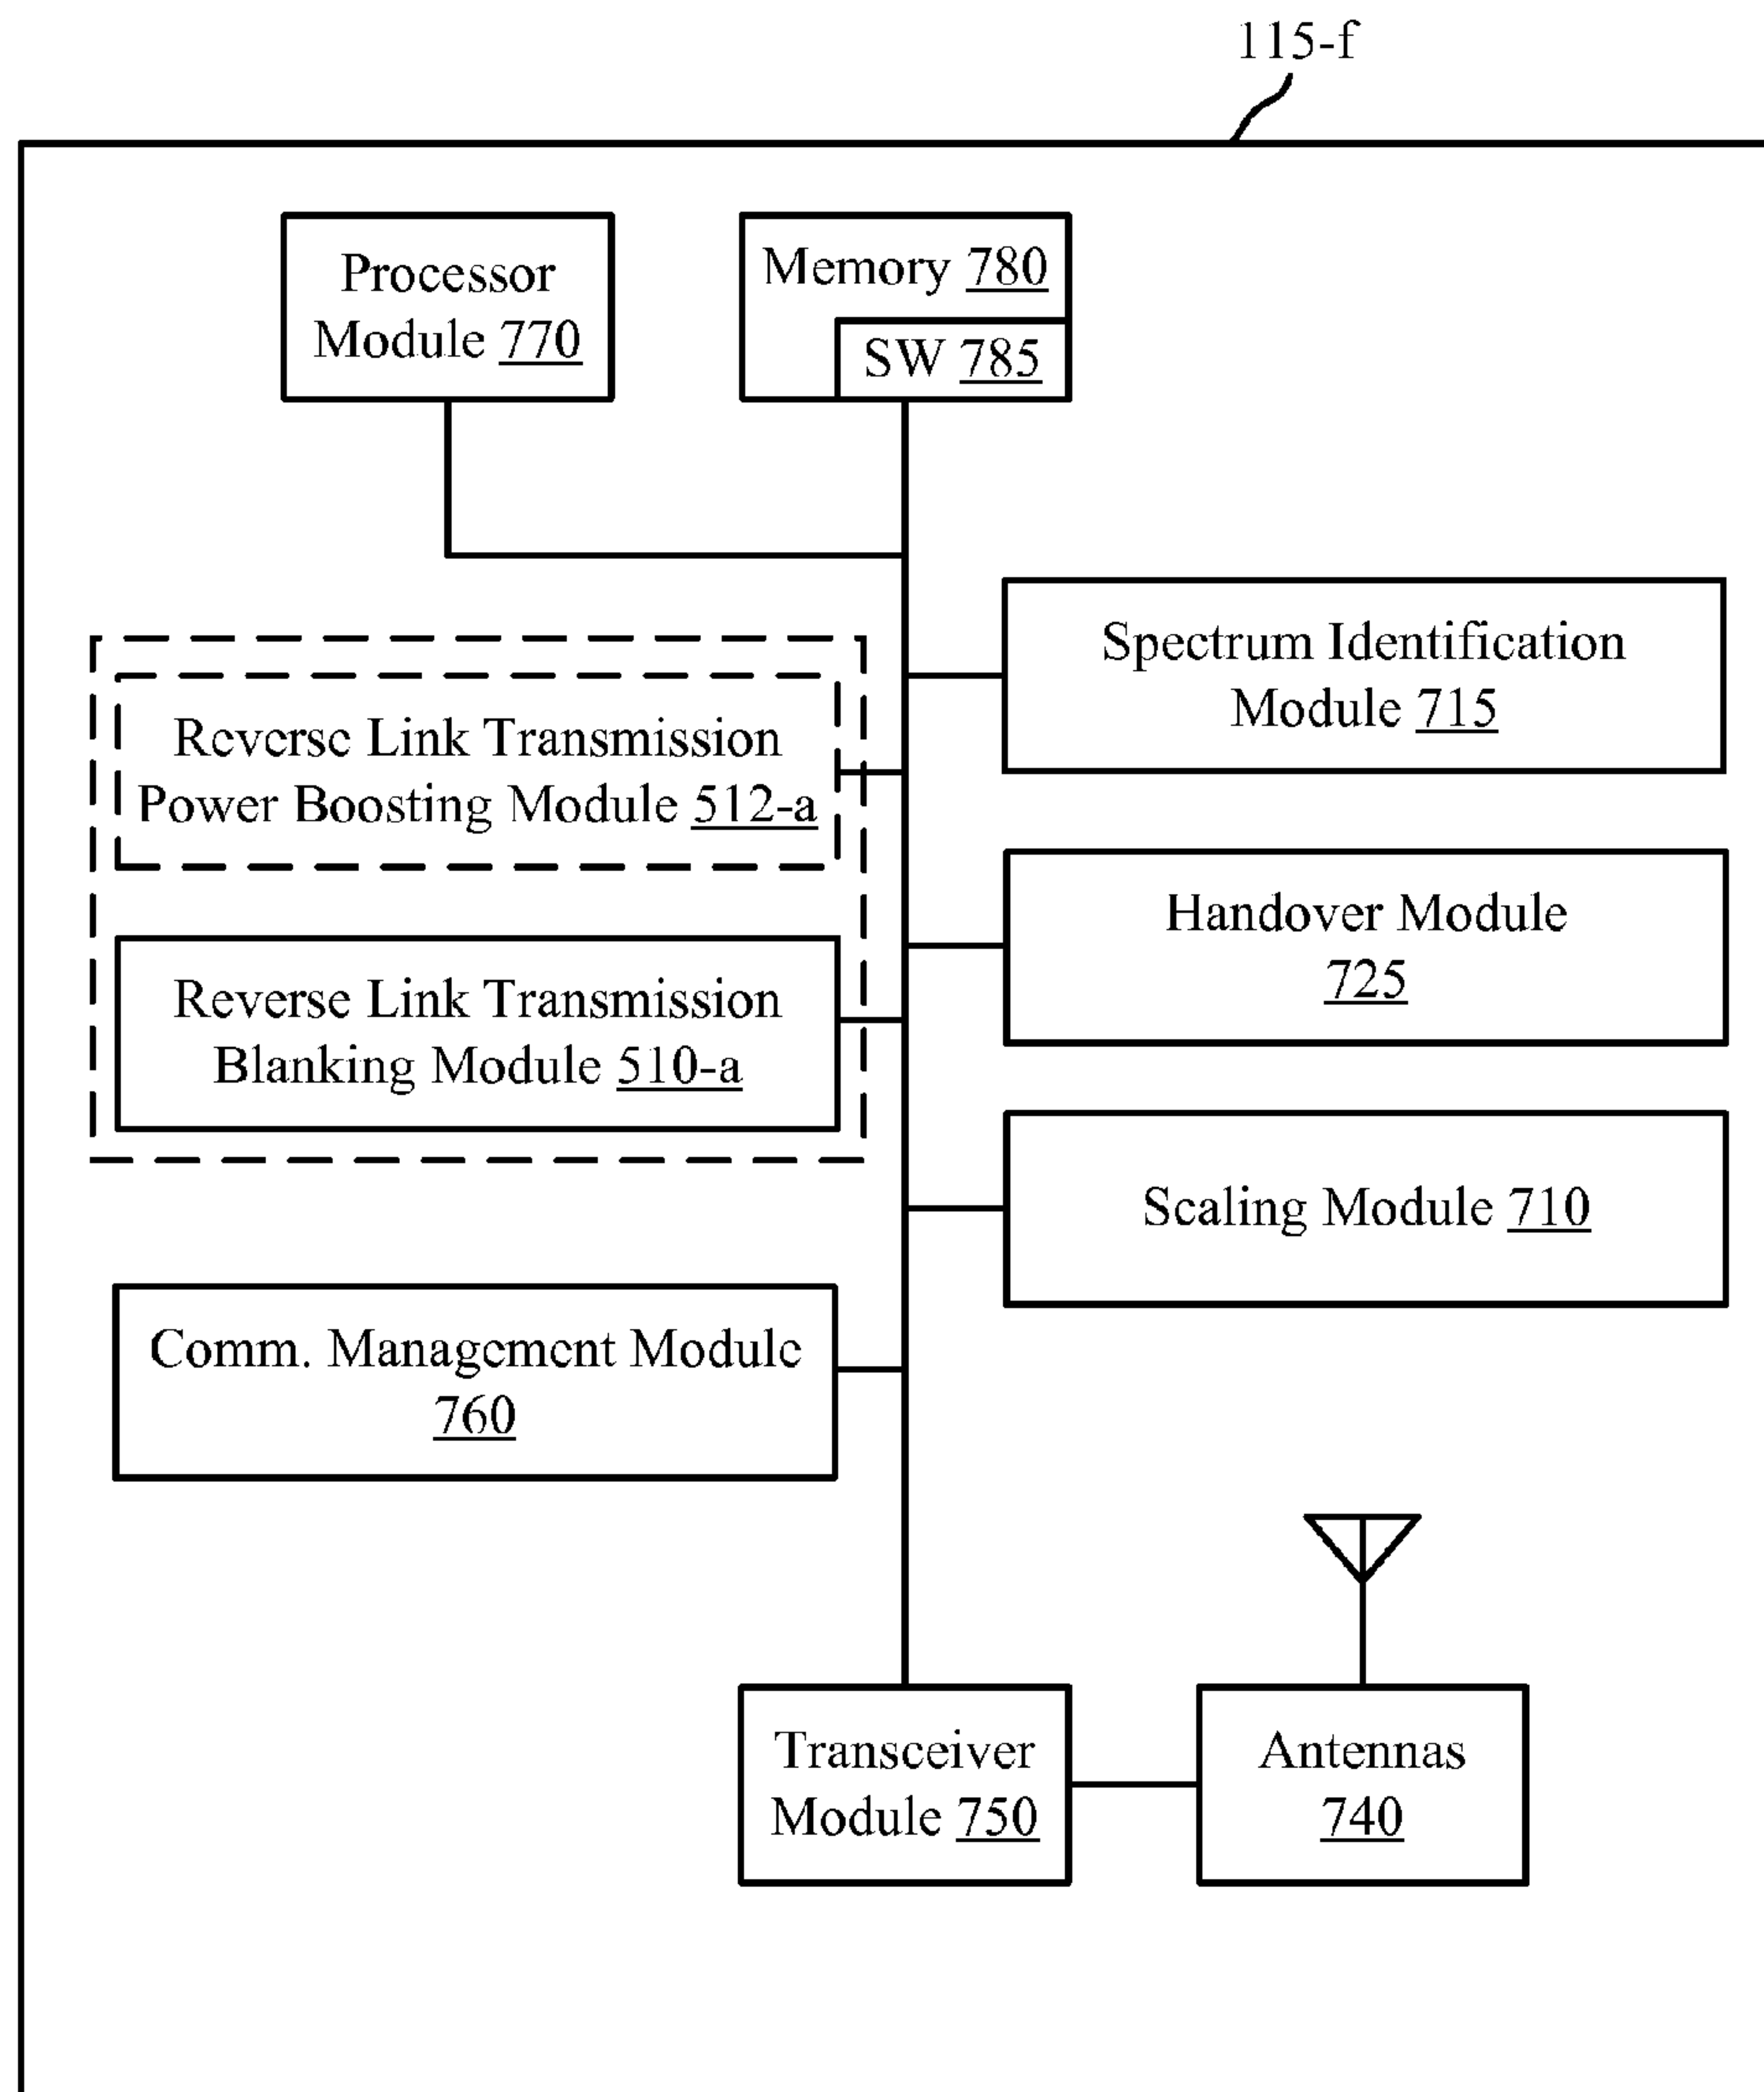 115-f
Processor
Module 770
Memory 780
SW 785
Spectrum Identification
Module 715
Reverse Link Transmission
Power Boosting Module 512-a
Handover Module
725
Reverse Link Transmission
Blanking Module 510-a
Scaling Module 710
Comm. Management Module
760
Transceiver
Module 750
Antennas
740